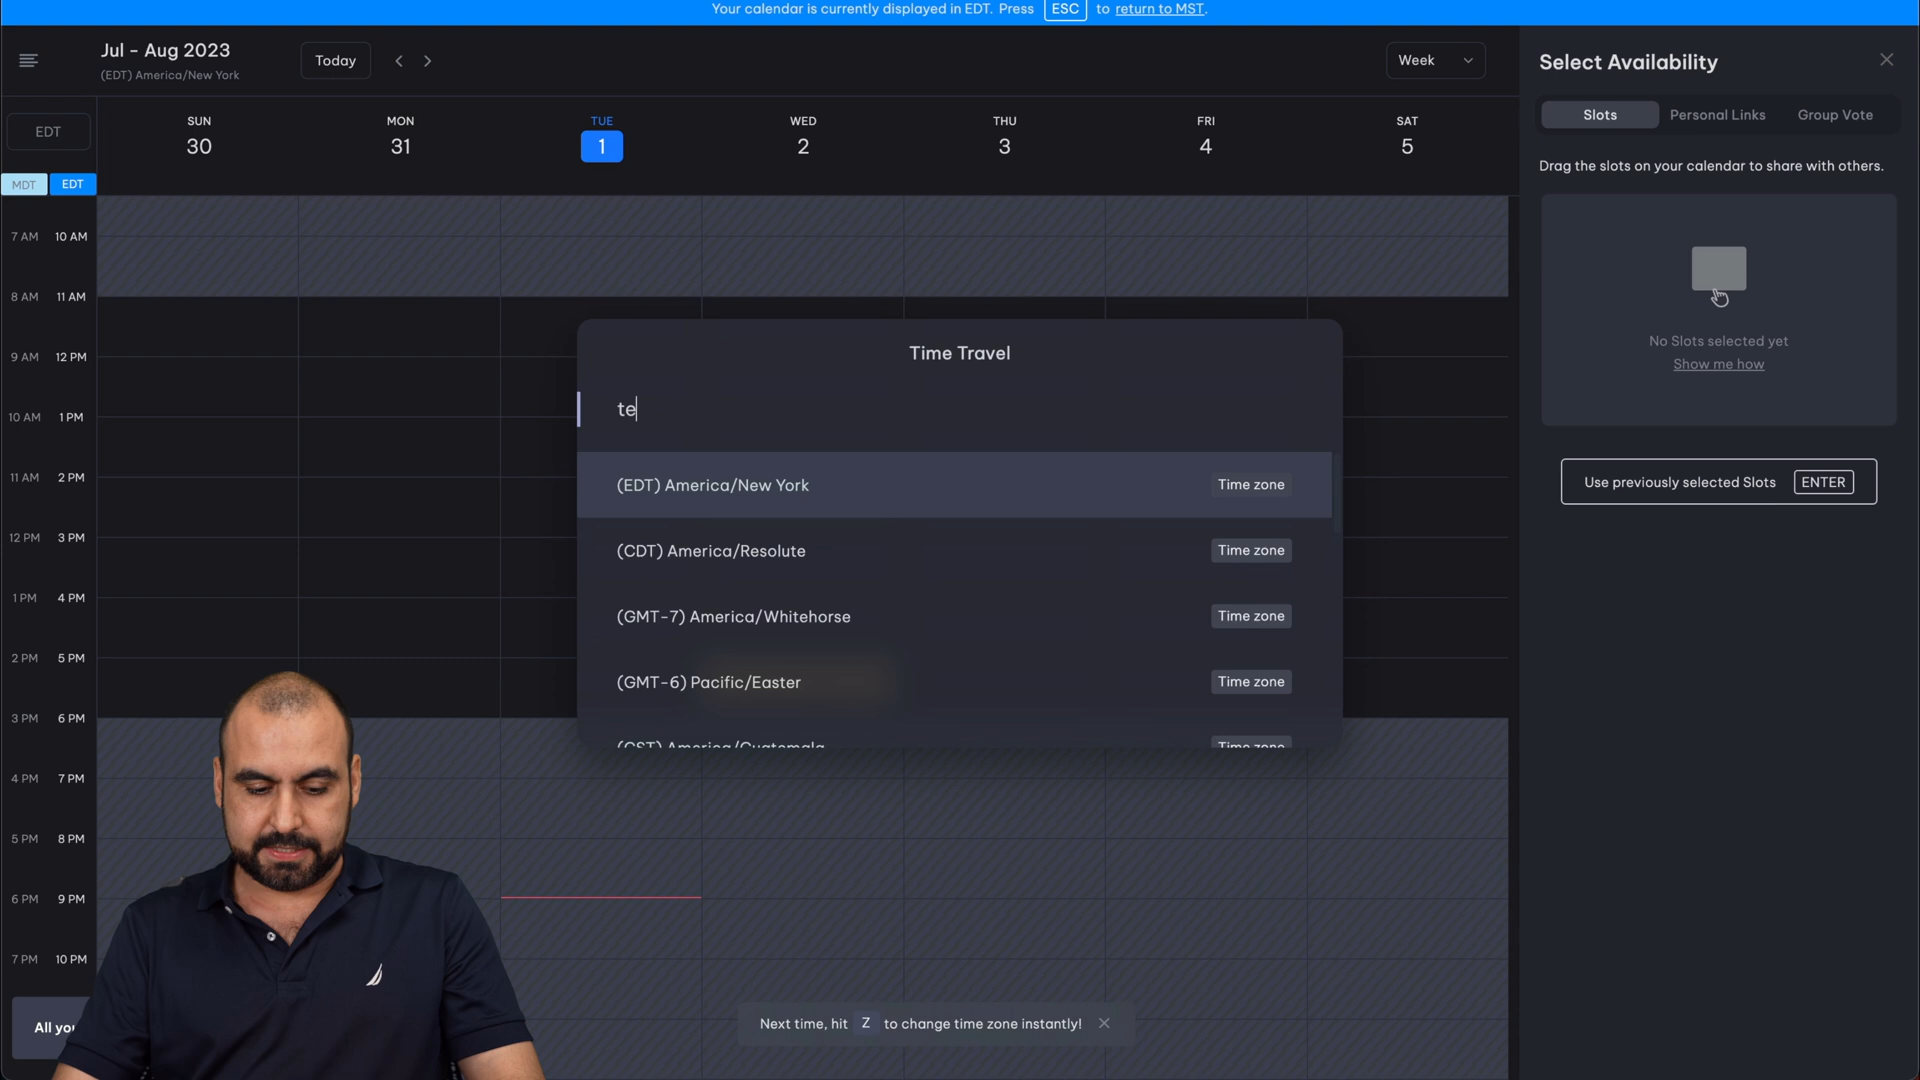 Your calendar is currently displayed in EDT. Press ESC to return to MST.
Jul - Aug 2023
(EDT) America/New York
Today
Week
EDT
SUN
30
MON
31
TUE
1
WED
2
THU
3
FRI
4
SAT
5
MDT EDT
7 AM 10 AM
8 AM 11 AM
9 AM 12 PM
10 AM 1 PM
11 AM 2 PM
12 PM 3 PM
1 PM 4 PM
2 PM 5 PM
3 PM 6 PM
4 PM 7 PM
5 PM 8 PM
6 PM 9 PM
7 PM 10 PM
All you
Time Travel
te
(EDT) America/New York Time zone
(CDT) America/Resolute Time zone
(GMT-7) America/Whitehorse Time zone
(GMT-6) Pacific/Easter Time zone
(CST) America/Guatemala Time zone
Next time, hit Z to change time zone instantly!
Select Availability
Slots Personal Links Group Vote
Drag the slots on your calendar to share with others.
No Slots selected yet
Show me how
Use previously selected Slots ENTER